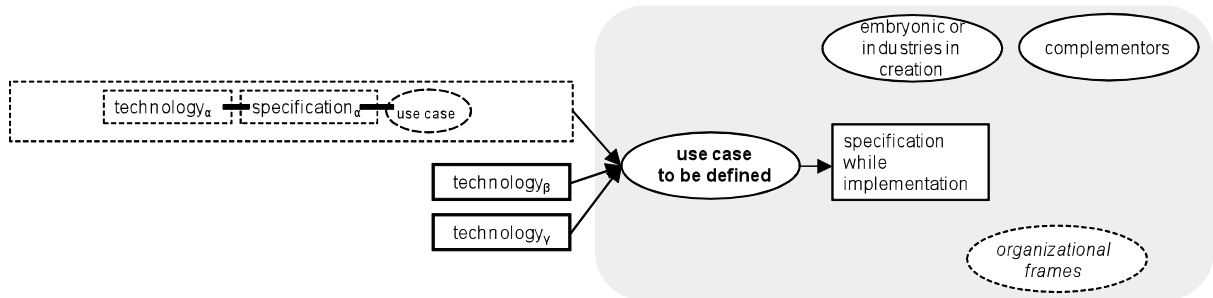 embryonic or
industries in
creation
complementors
technologyα
specificationα
use case
use case
to be defined
specification
while
implementation
technologyβ
technologyγ
organizational
frames